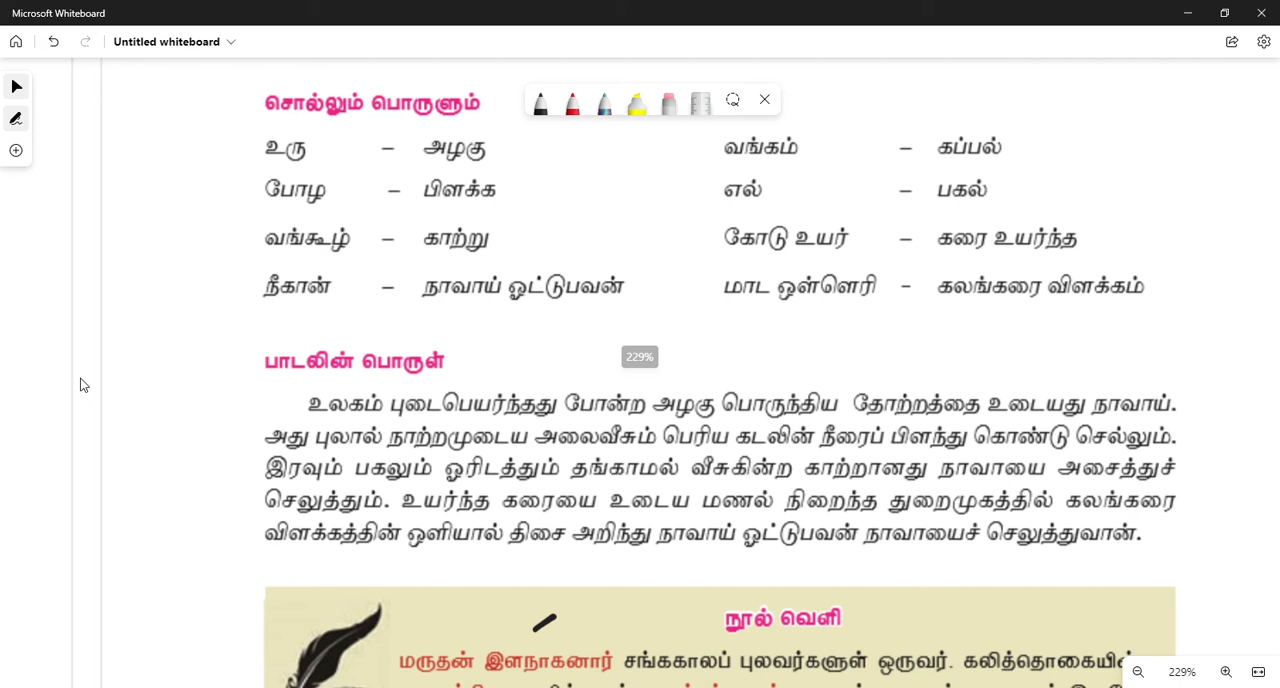 Microsoft Whiteboard
Untitled whiteboard
சொல்லும் பொருளும்
உரு – அழகு வங்கம் – கப்பல்
போழ – பிளக்க எல் – பகல்
வங்கூழ் – காற்று கோடு உயர் – கரை உயர்ந்த
நீகான் – நாவாய் ஓட்டுபவன் மாட ஒள்ளெரி - கலங்கரை விளக்கம்
229%
பாடலின் பொருள்
உலகம் புடைபெயர்ந்தது போன்ற அழகு பொருந்திய தோற்றத்தை உடையது நாவாய்.
அது புலால் நாற்றமுடைய அலைவீசும் பெரிய கடலின் நீரைப் பிளந்து கொண்டு செல்லும்.
இரவும் பகலும் ஓரிடத்தும் தங்காமல் வீசுகின்ற காற்றானது நாவாயை அசைத்துச்
செலுத்தும். உயர்ந்த கரையை உடைய மணல் நிறைந்த துறைமுகத்தில் கலங்கரை
விளக்கத்தின் ஒளியால் திசை அறிந்து நாவாய் ஓட்டுபவன் நாவாயைச் செலுத்துவான்.
நூல் வெளி
மருதன் இளநாகனார் சங்ககாலப் புலவர்களுள் ஒருவர். கலித்தொகையின்
229%